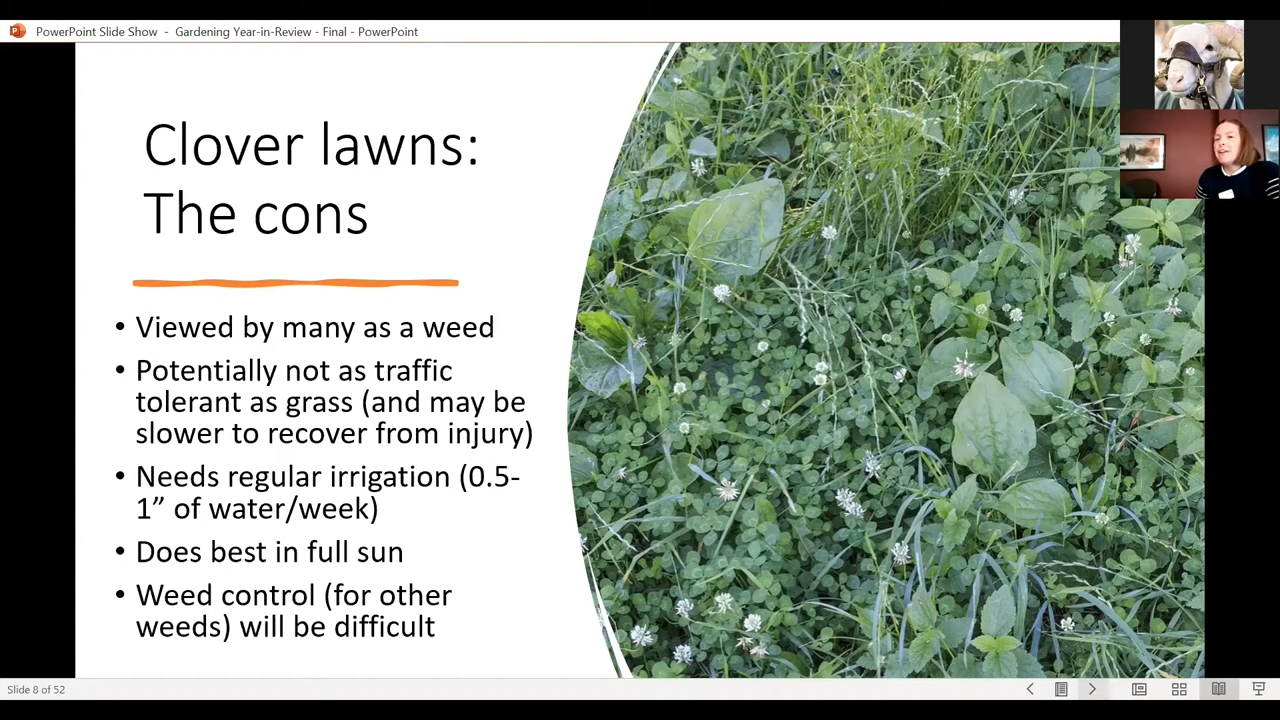 PowerPoint Slide Show - Gardening Year-in-Review - Final - PowerPoint
Clover lawns:
The cons
• Viewed by many as a weed
• Potentially not as traffic
tolerant as grass (and may be
slower to recover from injury)
• Needs regular irrigation (0.5-
1” of water/week)
• Does best in full sun
• Weed control (for other
weeds) will be difficult
Slide 8 of 52